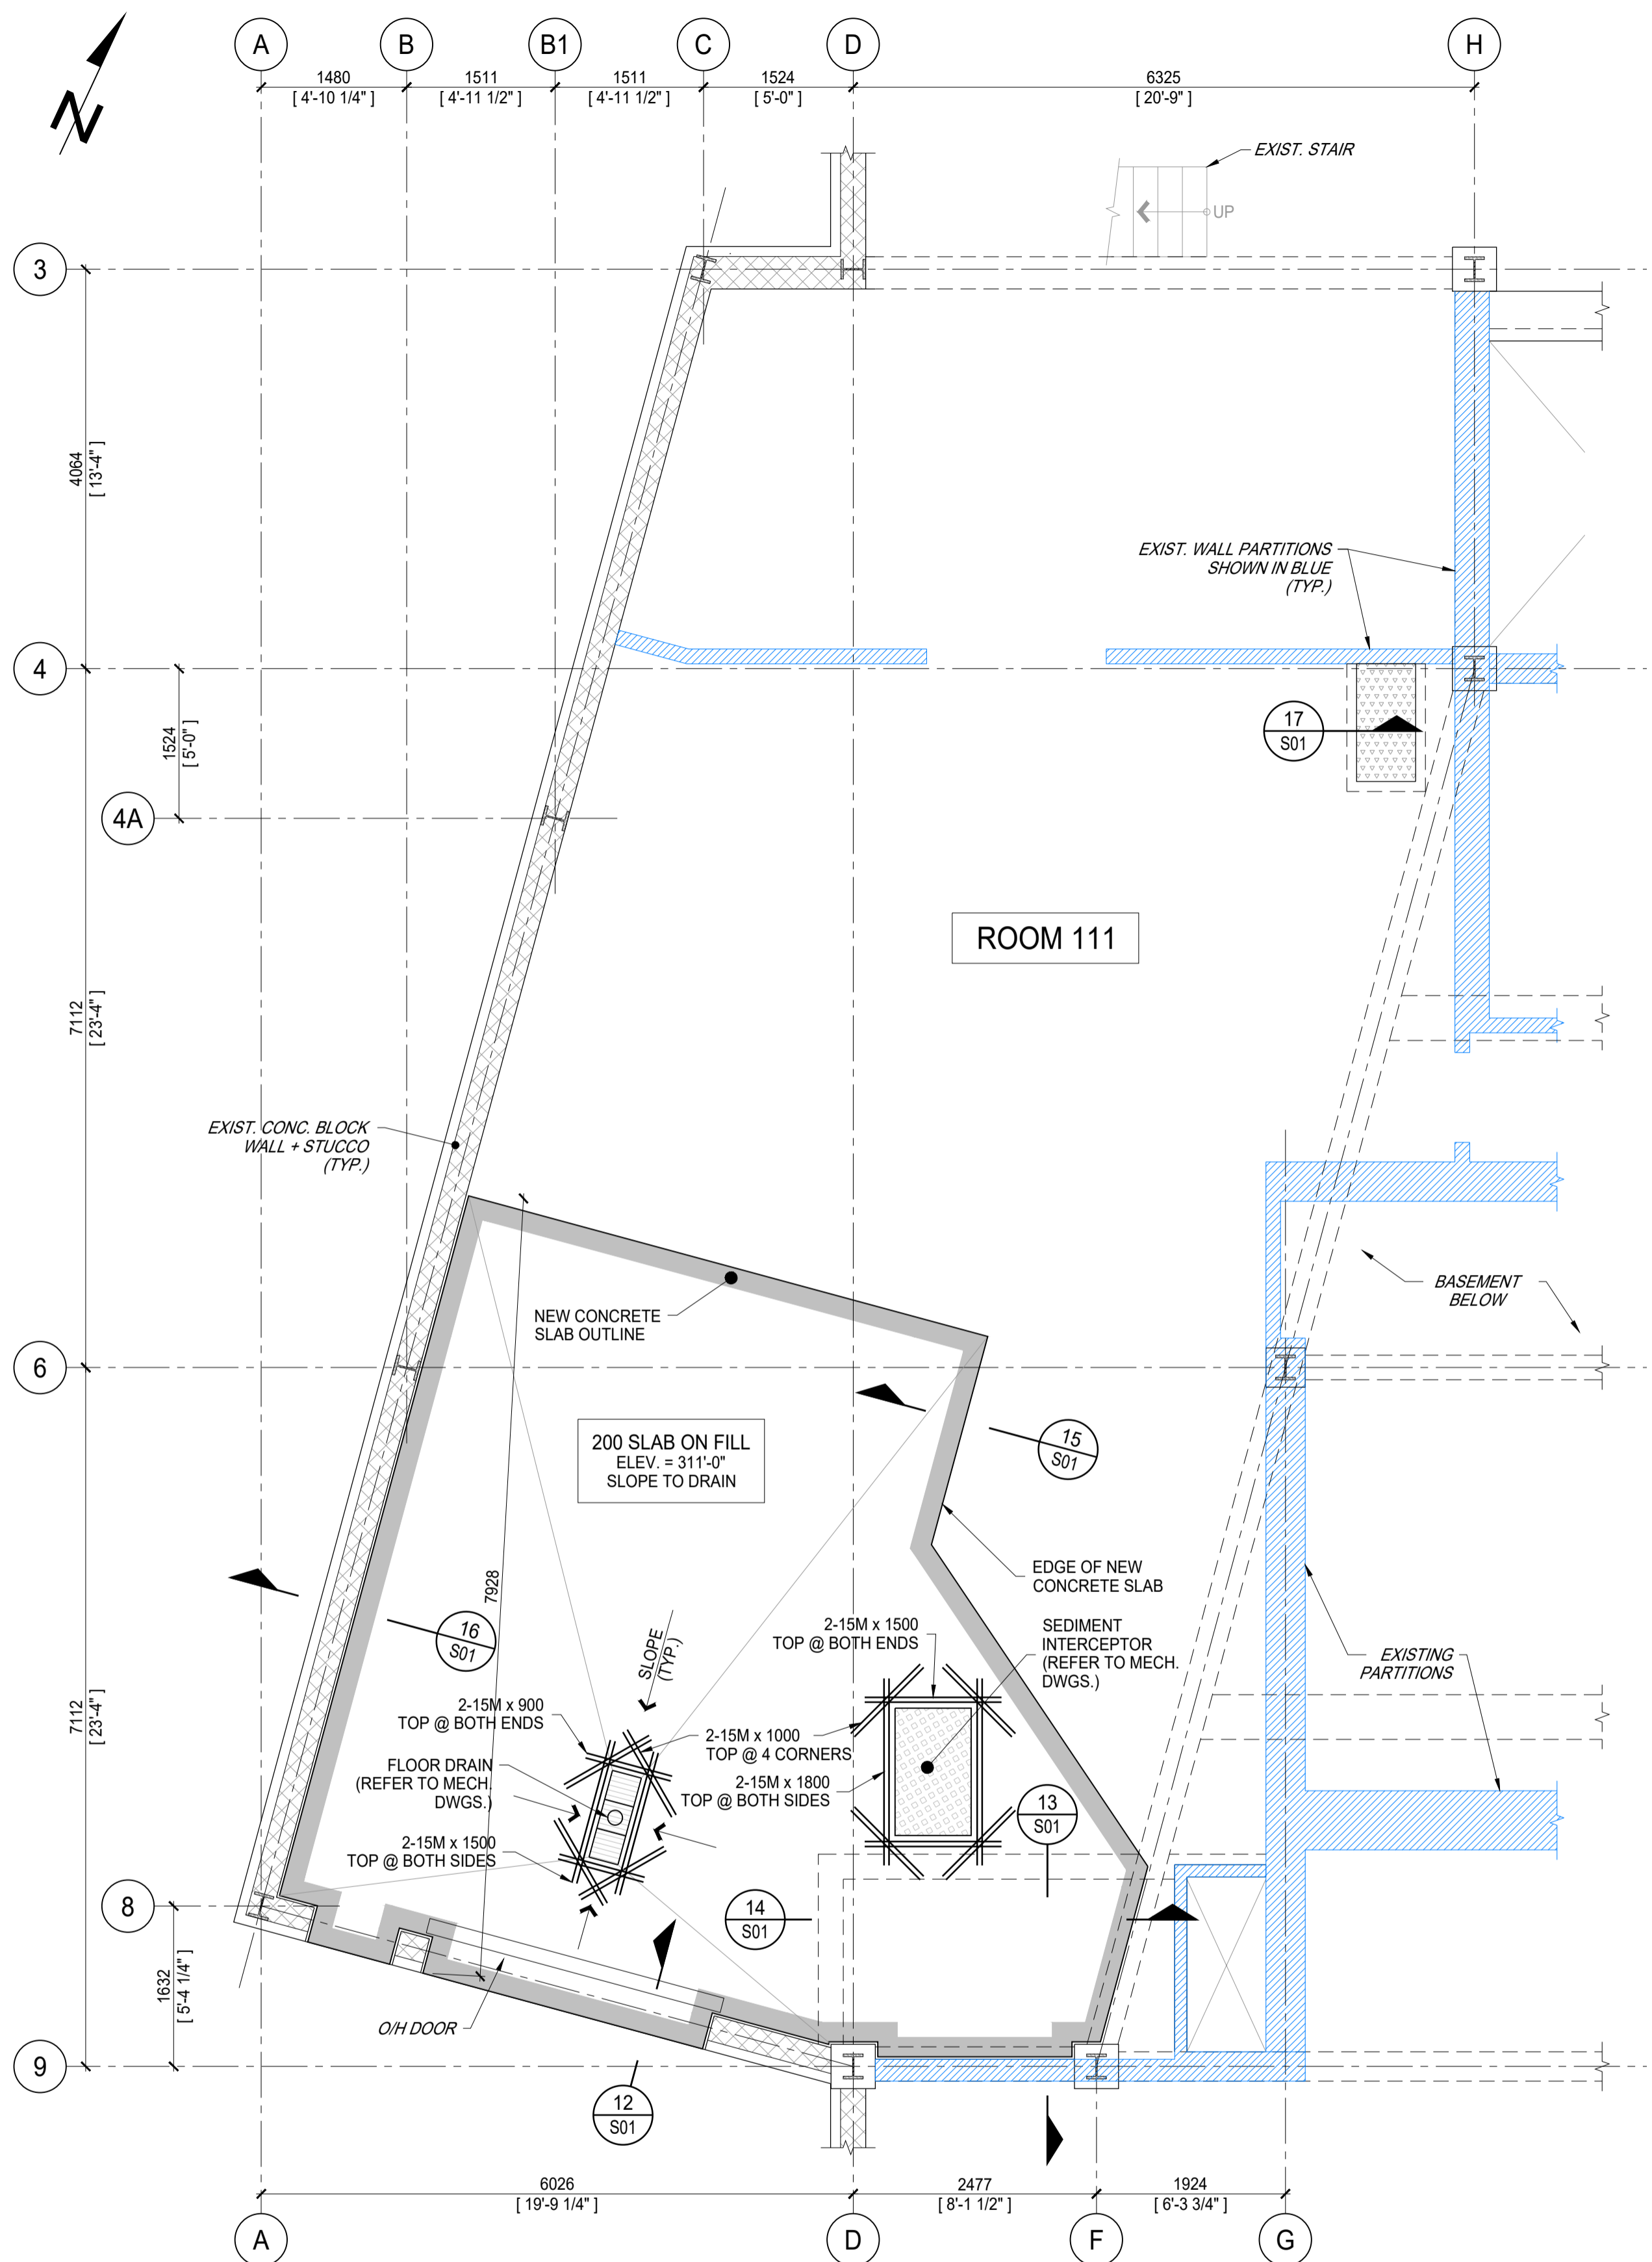 N
A
B
B1
C
D
H
1480
[ 4'-10 1/4" ]
1511
[ 4'-11 1/2" ]
1511
[ 4'-11 1/2" ]
1524
[ 5'-0" ]
6325
[ 20'-9" ]
EXIST. STAIR
UP
3
4064
[ 13'-4" ]
EXIST. WALL PARTITIONS
SHOWN IN BLUE
(TYP.)
4
1524
[ 5'-0" ]
17
S01
4A
ROOM 111
7112
[ 23'-4" ]
EXIST. CONC. BLOCK
WALL + STUCCO
(TYP.)
NEW CONCRETE
SLAB OUTLINE
BASEMENT
BELOW
6
200 SLAB ON FILL
ELEV. = 311'-0"
SLOPE TO DRAIN
15
S01
7928
EDGE OF NEW
CONCRETE SLAB
16
S01
SLOPE
(TYP.)
2-15M x 1500
TOP @ BOTH ENDS
SEDIMENT
INTERCEPTOR
(REFER TO MECH.
DWGS.)
EXISTING
PARTITIONS
7112
[ 23'-4" ]
2-15M x 900
TOP @ BOTH ENDS
2-15M x 1000
TOP @ 4 CORNERS
FLOOR DRAIN
(REFER TO MECH.
DWGS.)
2-15M x 1800
TOP @ BOTH SIDES
13
S01
2-15M x 1500
TOP @ BOTH SIDES
8
14
S01
1632
[ 5'-4 1/4" ]
O/H DOOR
9
12
S01
6026
[ 19'-9 1/4" ]
2477
[ 8'-1 1/2" ]
1924
[ 6'-3 3/4" ]
A
D
F
G